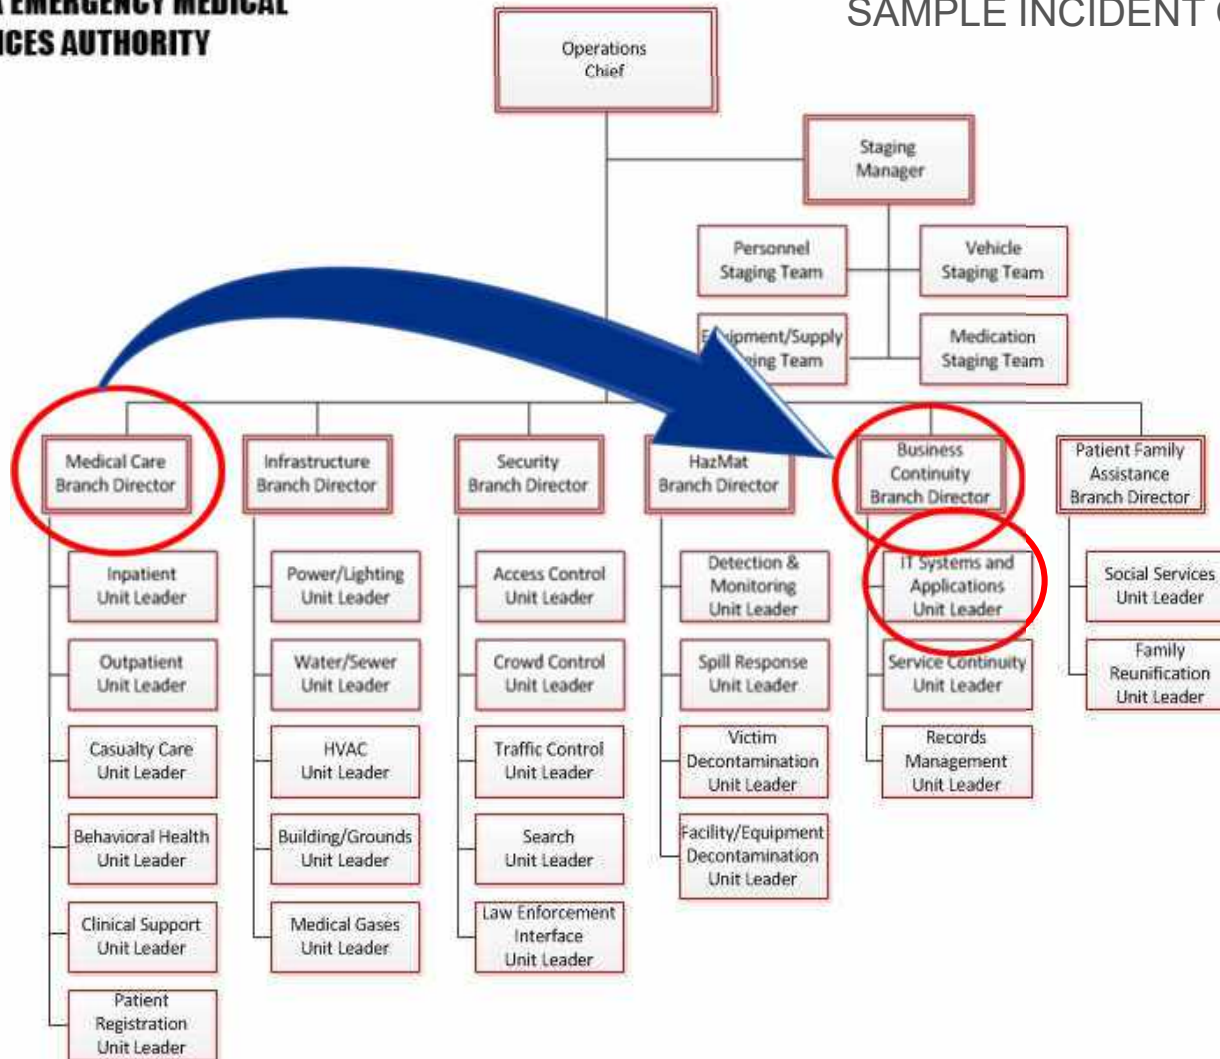 EMERGENCY MEDICAL
ICES AUTHORITY
SAMPLE INCIDENT
Operations
Chief
Staging
Manager
Personnel
Staging Team
Vehicle
Staging Team
Equipment/Supply
Team
Medication
Staging Team
Medical Care
Branch Director
Infrastructure
Branch Director
Security
Branch Director
HazMat
Branch Director
Business
Continuity
Branch Director
Patient Family
Assistance
Branch Director
Inpatient
Unit Leader
Outpatient
Unit Leader
Casualty Care
Unit Leader
Behavioral Health
Unit Leader
Clinical Support
Unit Leader
Patient
Registration
Unit Leader
Power/Lighting
Unit Leader
Water/Sewer
Unit Leader
HVAC
Unit Leader
Building/Grounds
Unit Leader
Medical Gases
Unit Leader
Access Control
Unit Leader
Crowd Control
Unit Leader
Traffic Control
Unit Leader
Search
Unit Leader
Law Enforcement
Interface
Unit Leader
Detection &
Monitoring
Unit Leader
Spill Response
Unit Leader
Victim
Decontamination
Unit Leader
Facility/Equipment
Decontamination
Unit Leader
IT Systems and
Applications
Unit Leader
Service Continuity
Unit Leader
Records
Management
Unit Leader
Social Services
Unit Leader
Family
Reunification
Unit Leader